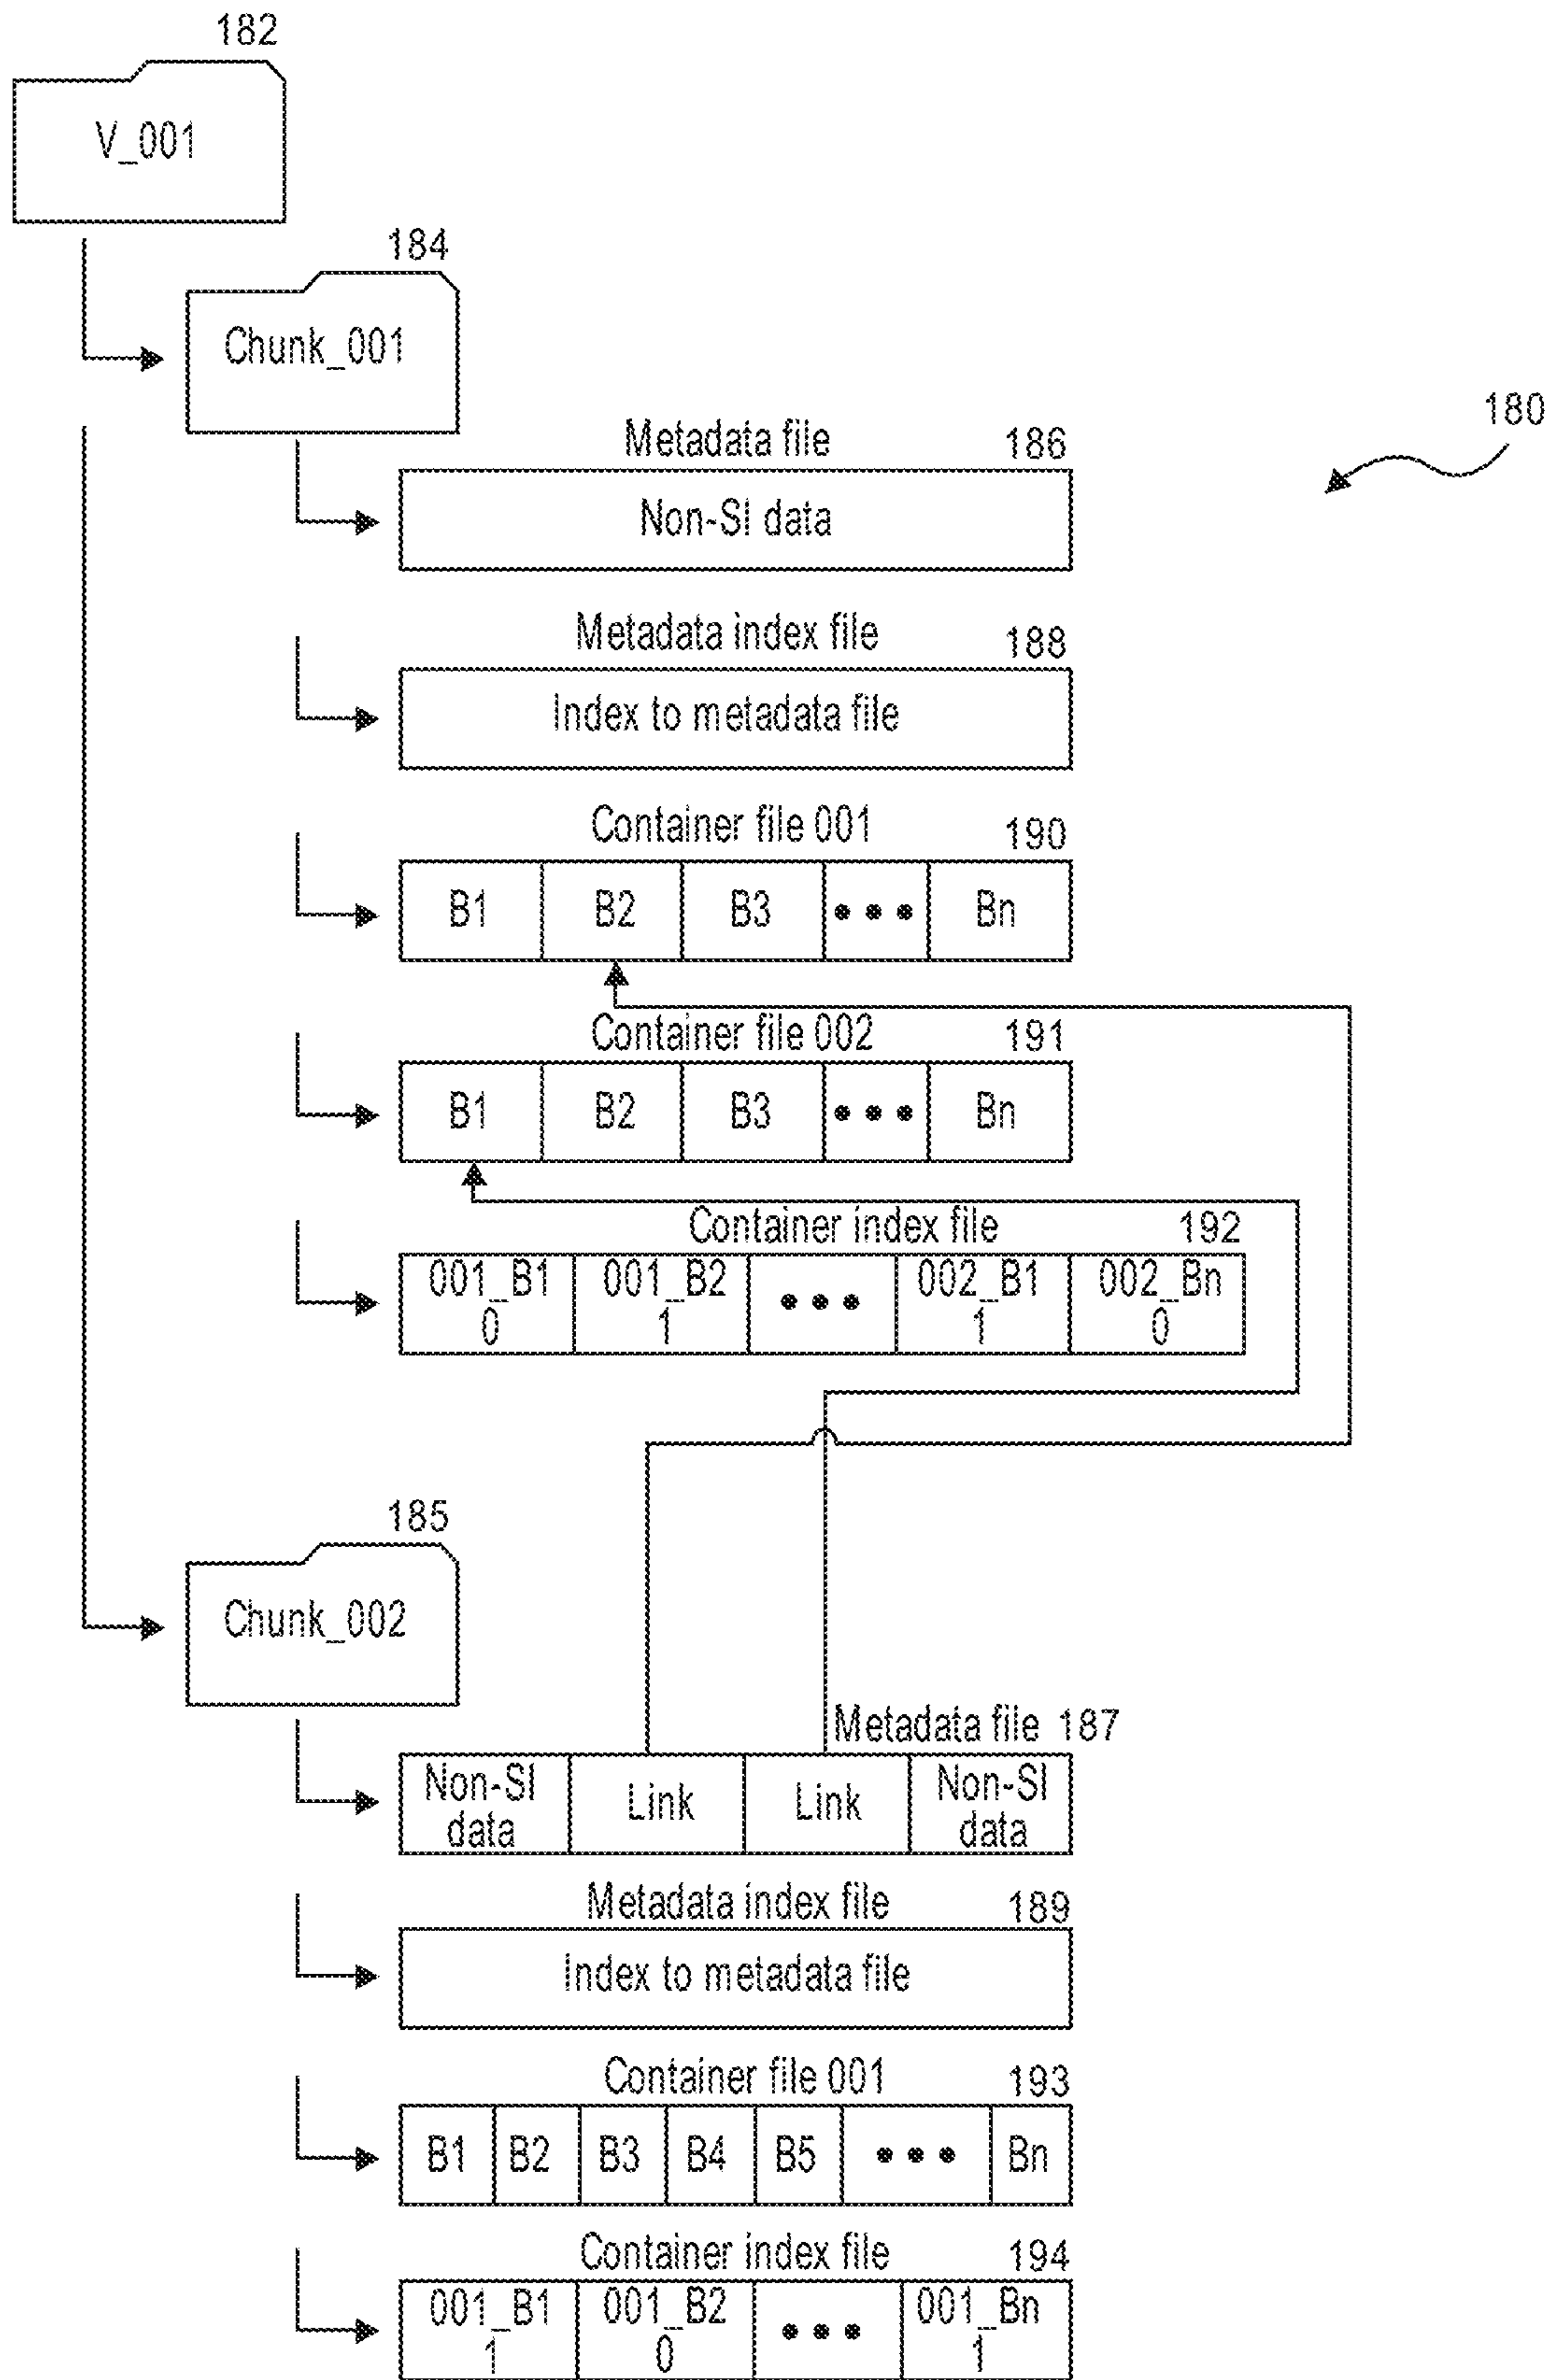 182
V_001
184
Chunk_001
180
Metadata file 186
Non-SI data
Metadata index file 188
Index to metadata file
Container file 001 190
B1 B2 B3 ••• Bn
Container file 002 191
B1 B2 B3 ••• Bn
Container index file 192
001_B1 001_B2 ••• 002_B1 002_Bn
0 1 1 0
185
Chunk_002
Metadata file 187
Non-SI Link Link Non-SI
data data
Metadata index file 189
Index to metadata file
Container file 001 193
B1 B2 B3 B4 B5 ••• Bn
Container index file 194
001_B1 001_B2 ••• 001_Bn
1 0 1